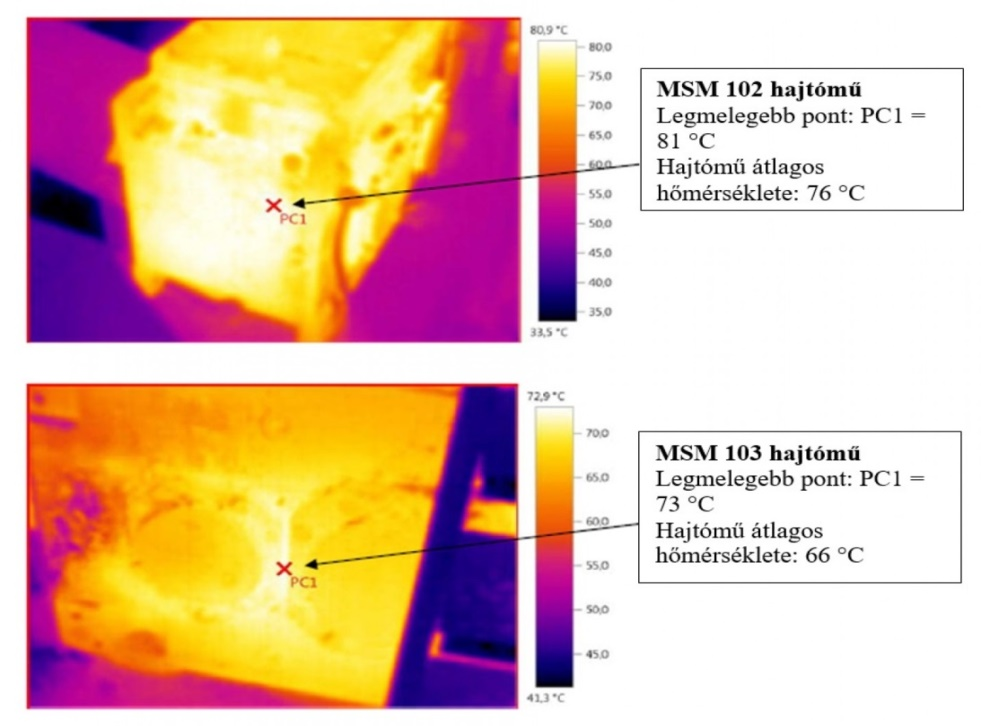 80,9 °C
80,0
75,0
70,0
65,0
60,0
55,0
50,0
45,0
40,0
35,0
33,5 °C
PC1
MSM 102 hajtómű
Legmelegebb pont: PC1 =
81 °C
Hajtómű átlagos
hőmérséklete: 76 °C
72,9 °C
70,0
65,0
60,0
55,0
50,0
45,0
41,3 °C
PC1
MSM 103 hajtómű
Legmelegebb pont: PC1 =
73 °C
Hajtómű átlagos
hőmérséklete: 66 °C